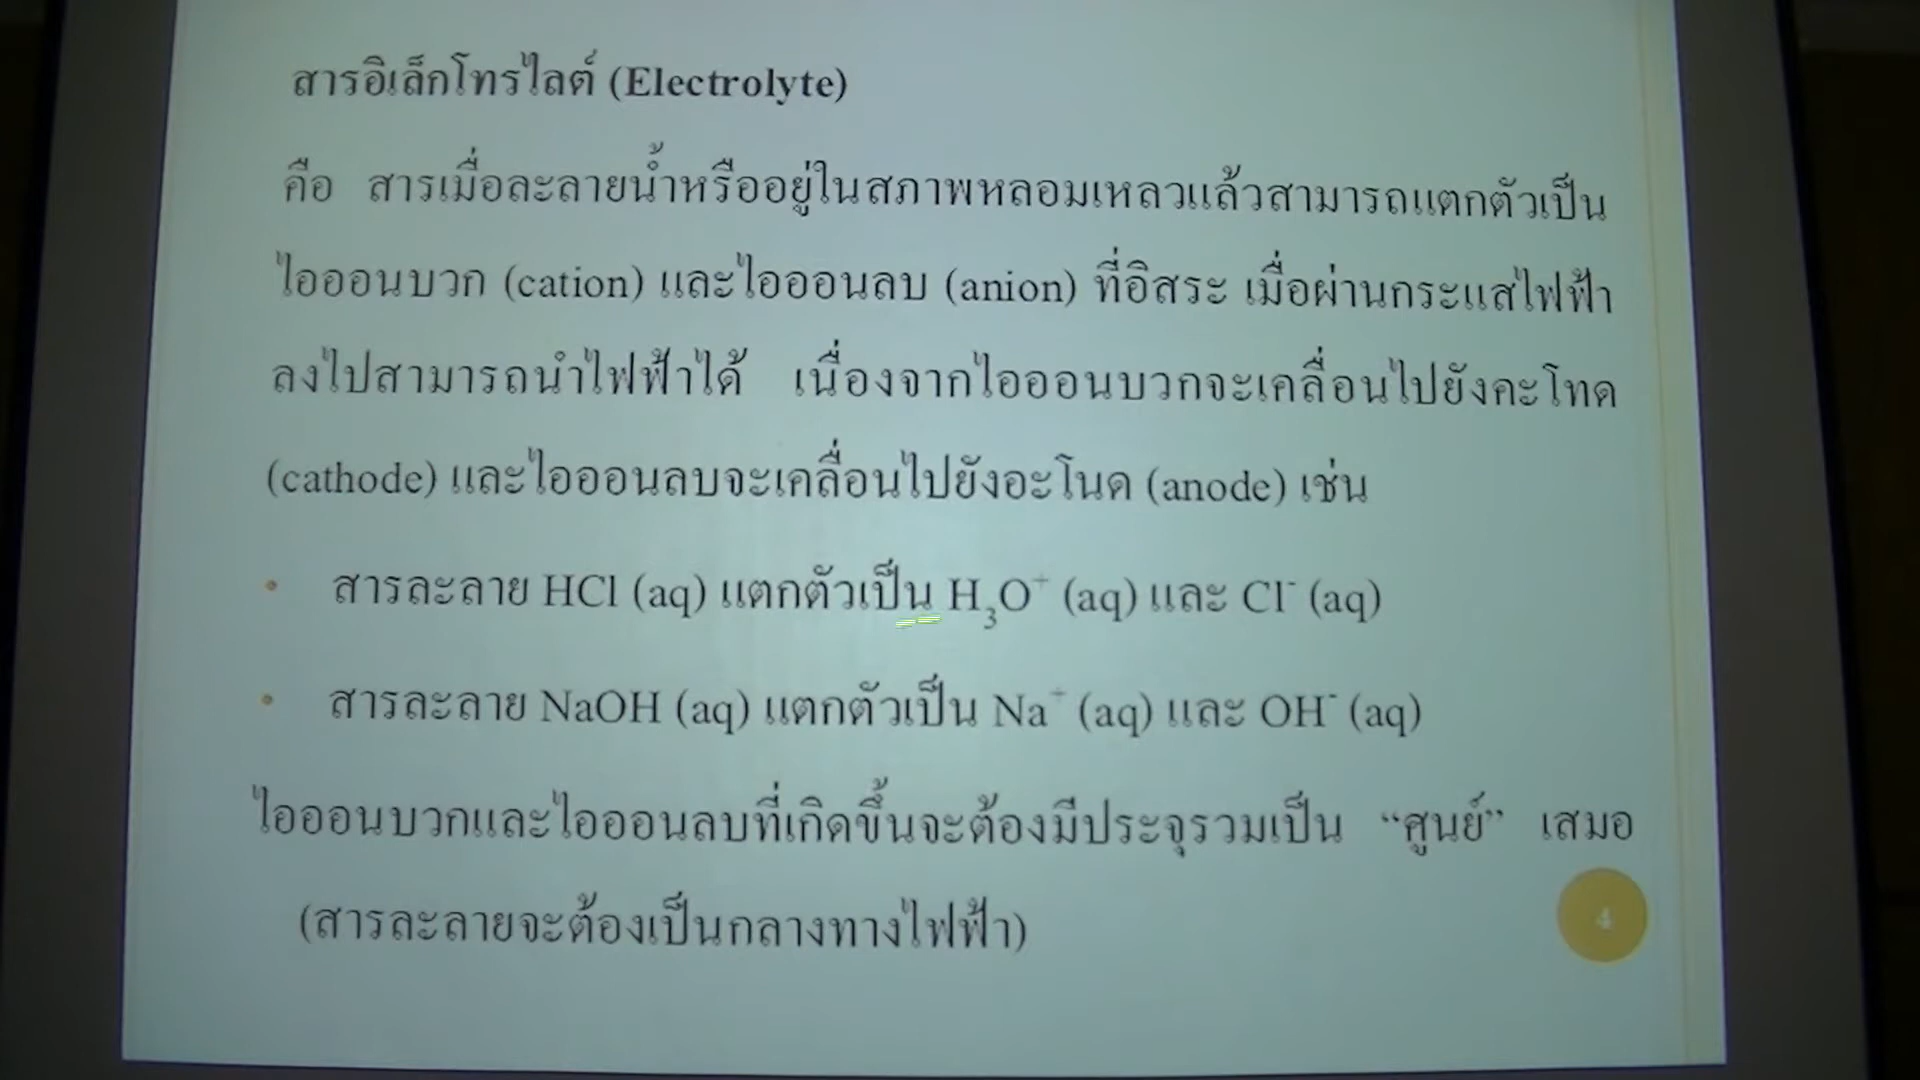 สารอิเล็กโทรไลต์ (Electrolyte)
คือ สารเมื่อละลายน้ำหรืออยู่ในสภาพหลอมเหลวแล้วสามารถแตกตัวเป็น
ไอออนบวก (cation) และไอออนลบ (anion) ที่อิสระ เมื่อผ่านกระแสไฟฟ้า
ลงไปสามารถนำไฟฟ้าได้ เนื่องจากไอออนบวกจะเคลื่อนไปยังคะโทด
(cathode) และไอออนลบจะเคลื่อนไปยังอะโนด (anode) เช่น
• สารละลาย HCl (aq) แตกตัวเป็น H₃O⁺ (aq) และ Cl⁻ (aq)
• สารละลาย NaOH (aq) แตกตัวเป็น Na⁺ (aq) และ OH⁻ (aq)
ไอออนบวกและไอออนลบที่เกิดขึ้นจะต้องมีประจุรวมเป็น “ศูนย์” เสมอ
(สารละลายจะต้องเป็นกลางทางไฟฟ้า)
4